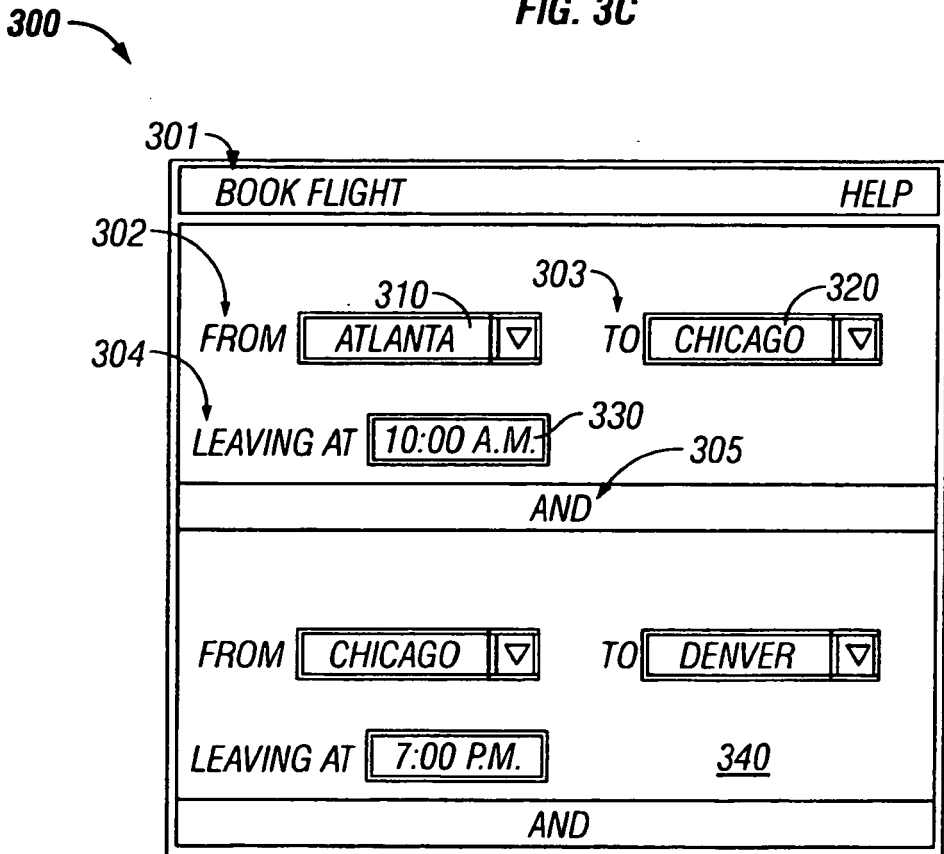 FIG. 3C
300
301
BOOK FLIGHT HELP
302
303
310 320
FROM ATLANTA TO CHICAGO
304
330
LEAVING AT 10:00 A.M.
305
AND
FROM CHICAGO TO DENVER
LEAVING AT 7:00 P.M. 340
AND